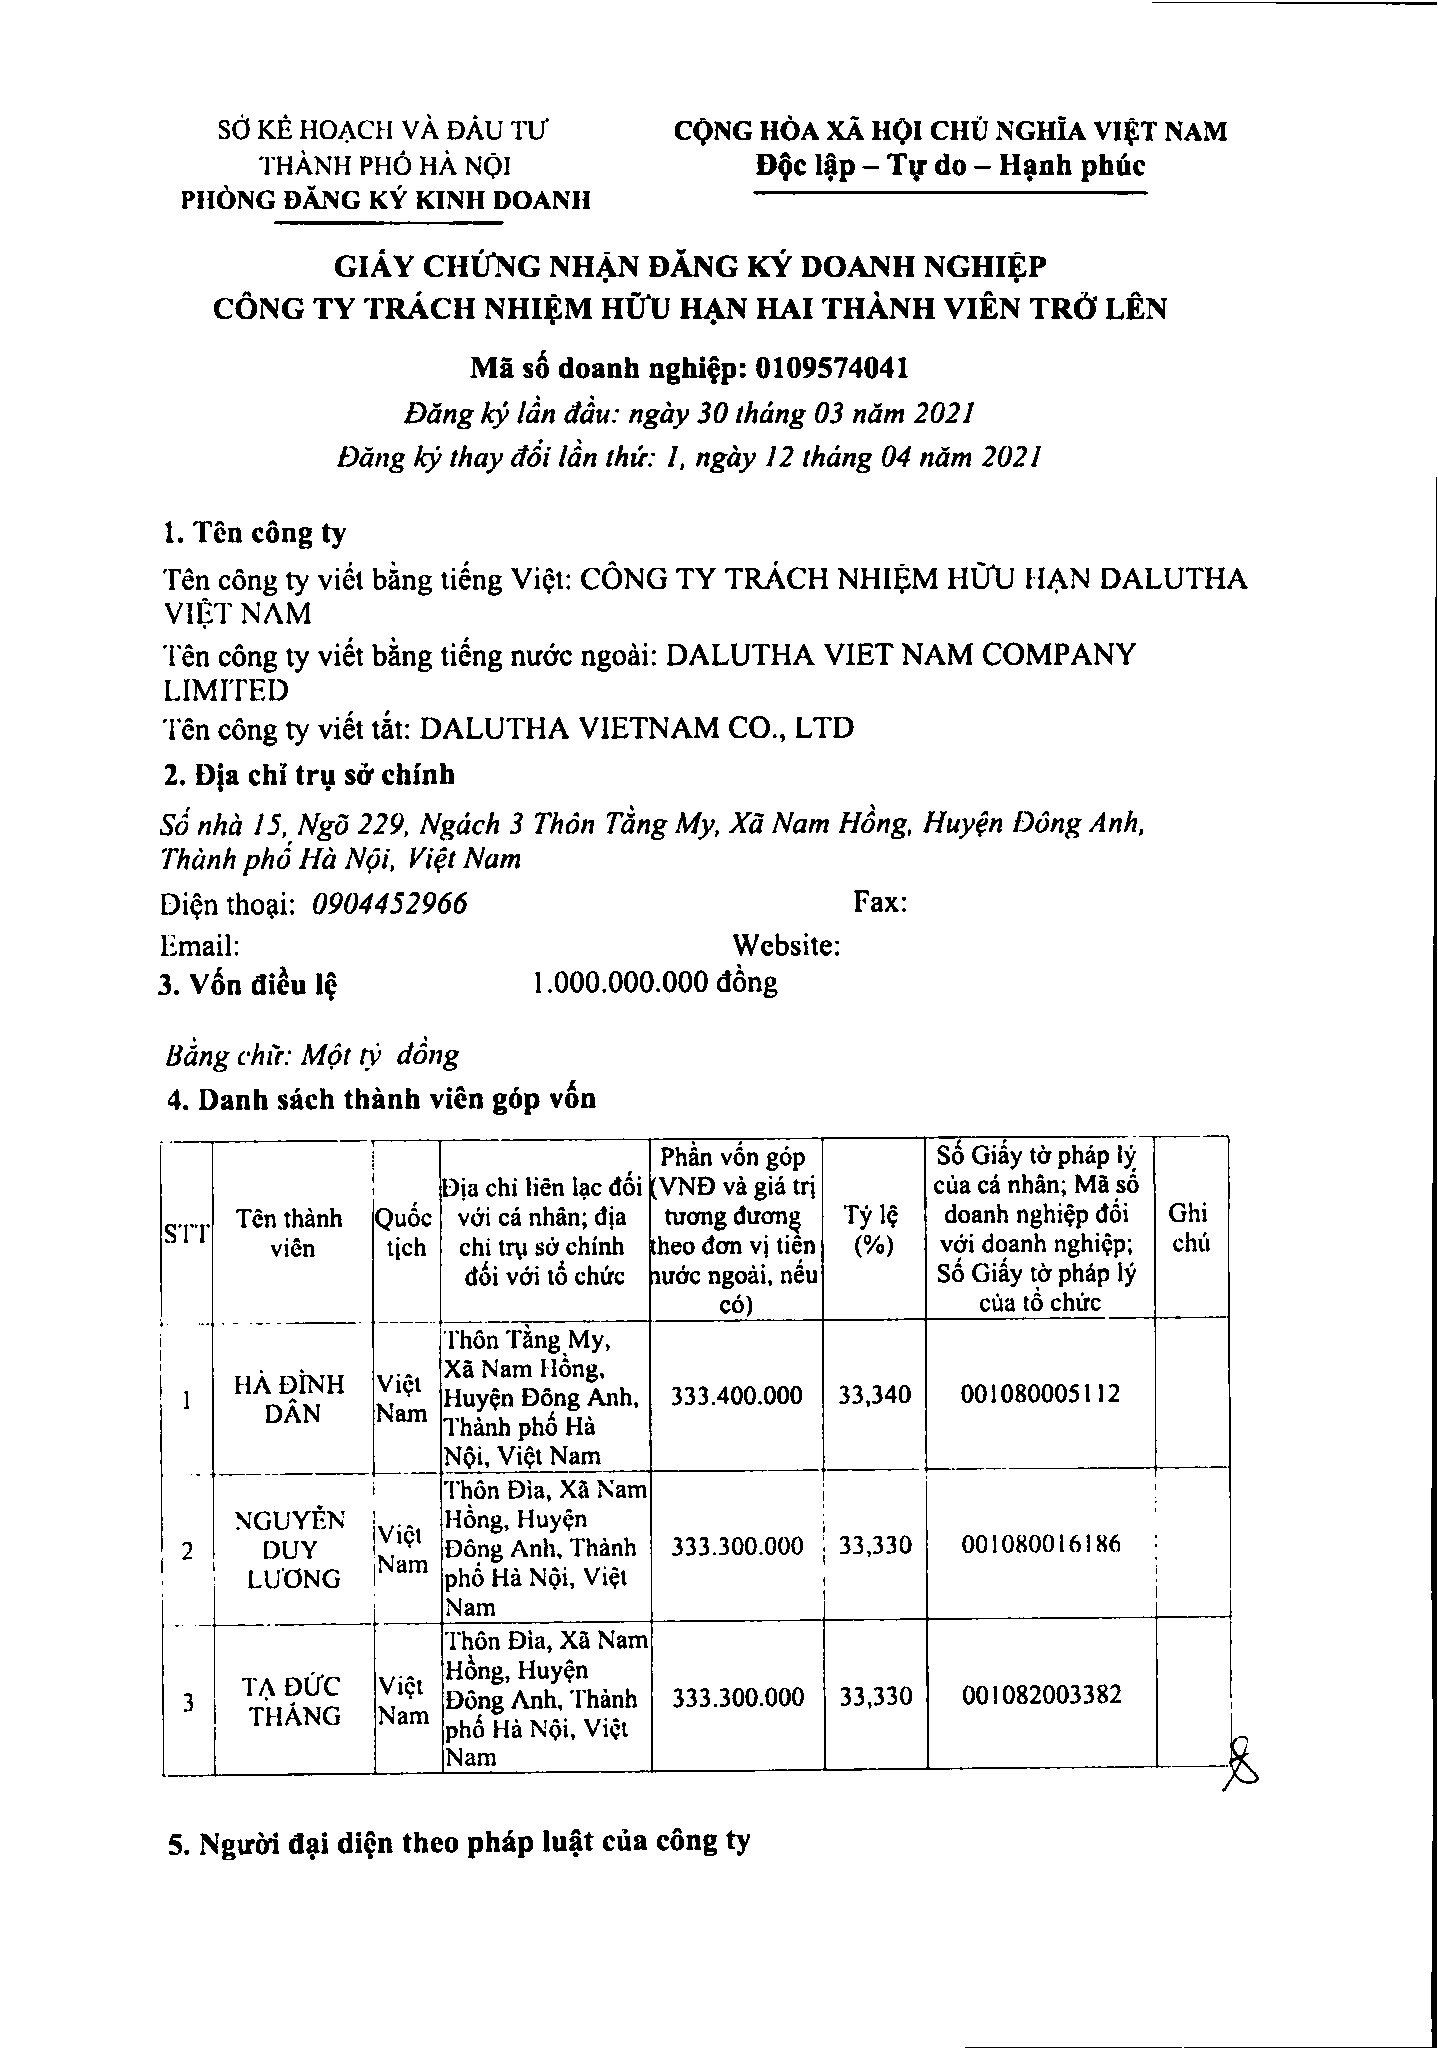 SỞ KẾ HOẠCH VÀ ĐẦU TƯ
THÀNH PHỐ HÀ NỘI
PHÒNG ĐĂNG KÝ KINH DOANH
CỘNG HÒA XÃ HỘI CHỦ NGHĨA VIỆT NAM
Độc lập – Tự do – Hạnh phúc
GIẤY CHỨNG NHẬN ĐĂNG KÝ DOANH NGHIỆP
CÔNG TY TRÁCH NHIỆM HỮU HẠN HAI THÀNH VIÊN TRỞ LÊN
Mã số doanh nghiệp: 0109574041
Đăng ký lần đầu: ngày 30 tháng 03 năm 2021
Đăng ký thay đổi lần thứ: 1, ngày 12 tháng 04 năm 2021
1. Tên công ty
Tên công ty viết bằng tiếng Việt: CÔNG TY TRÁCH NHIỆM HỮU HẠN DALUTHA
VIỆT NAM
Tên công ty viết bằng tiếng nước ngoài: DALUTHA VIET NAM COMPANY
LIMITED
Tên công ty viết tắt: DALUTHA VIETNAM CO., LTD
2. Địa chỉ trụ sở chính
Số nhà 15, Ngõ 229, Ngách 3 Thôn Tằng My, Xã Nam Hồng, Huyện Đông Anh,
Thành phố Hà Nội, Việt Nam
Điện thoại: 0904452966 Fax:
Email: Website:
3. Vốn điều lệ 1.000.000.000 đồng
Bằng chữ: Một tỷ đồng
4. Danh sách thành viên góp vốn
STT
Tên thành
viên
Quốc
tịch
Địa chỉ liên lạc đối
với cá nhân; địa
chỉ trụ sở chính
đối với tổ chức
Phần vốn góp
(VNĐ và giá trị
tương đương
theo đơn vị tiền
nước ngoài, nếu
có)
Tỷ lệ
(%)
Số Giấy tờ pháp lý
của cá nhân; Mã số
doanh nghiệp đối
với doanh nghiệp;
Số Giấy tờ pháp lý
của tổ chức
Ghi
chú
1
HÀ ĐÌNH
DÂN
Việt
Nam
Thôn Tằng My,
Xã Nam Hồng,
Huyện Đông Anh,
Thành phố Hà
Nội, Việt Nam
333.400.000
33,340
001080005112
2
NGUYỄN
DUY
LƯƠNG
Việt
Nam
Thôn Đìa, Xã Nam
Hồng, Huyện
Đông Anh, Thành
phố Hà Nội, Việt
Nam
333.300.000
33,330
001080016186
3
TẠ ĐỨC
THẮNG
Việt
Nam
Thôn Đìa, Xã Nam
Hồng, Huyện
Đông Anh, Thành
phố Hà Nội, Việt
Nam
333.300.000
33,330
001082003382
5. Người đại diện theo pháp luật của công ty